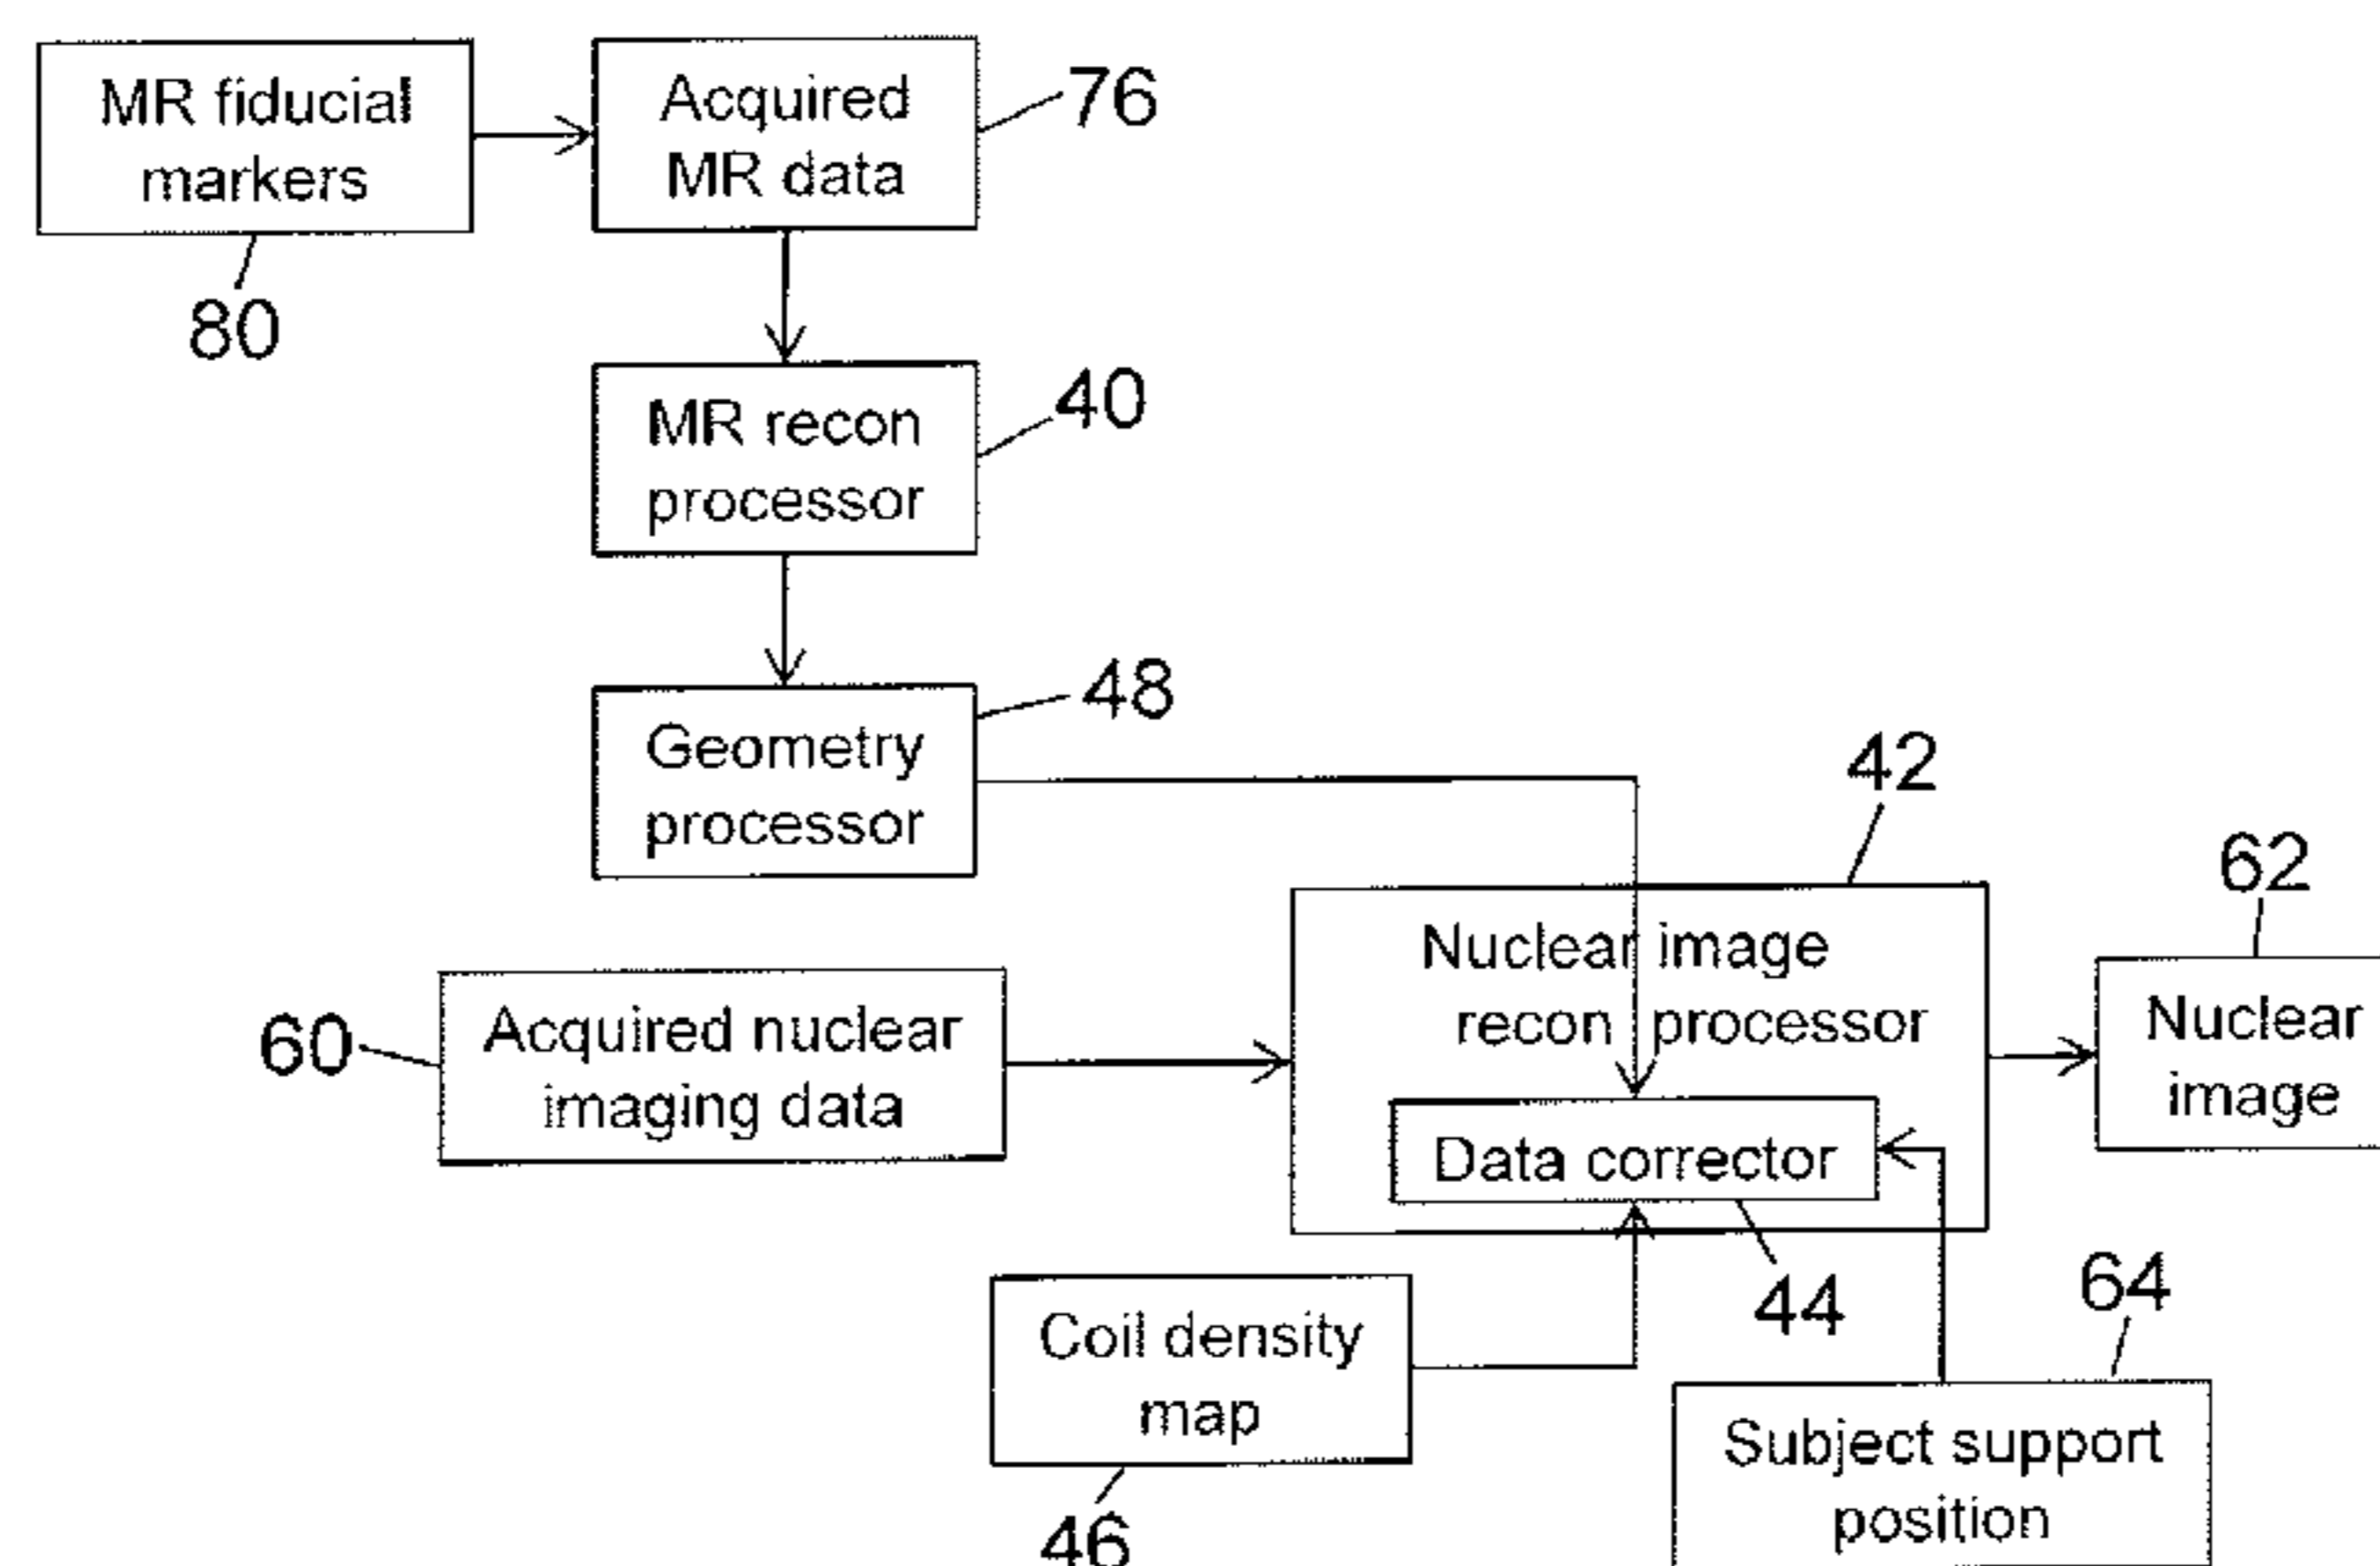 MR fiducial
markers
80
Acquired
MR data
76
MR recon
processor
40
Geometry
processor
48
42
Nuclear image
recon processor
62
Nuclear
image
60
Acquired nuclear
imaging data
Data corrector
44
Coil density
map
46
64
Subject support
position